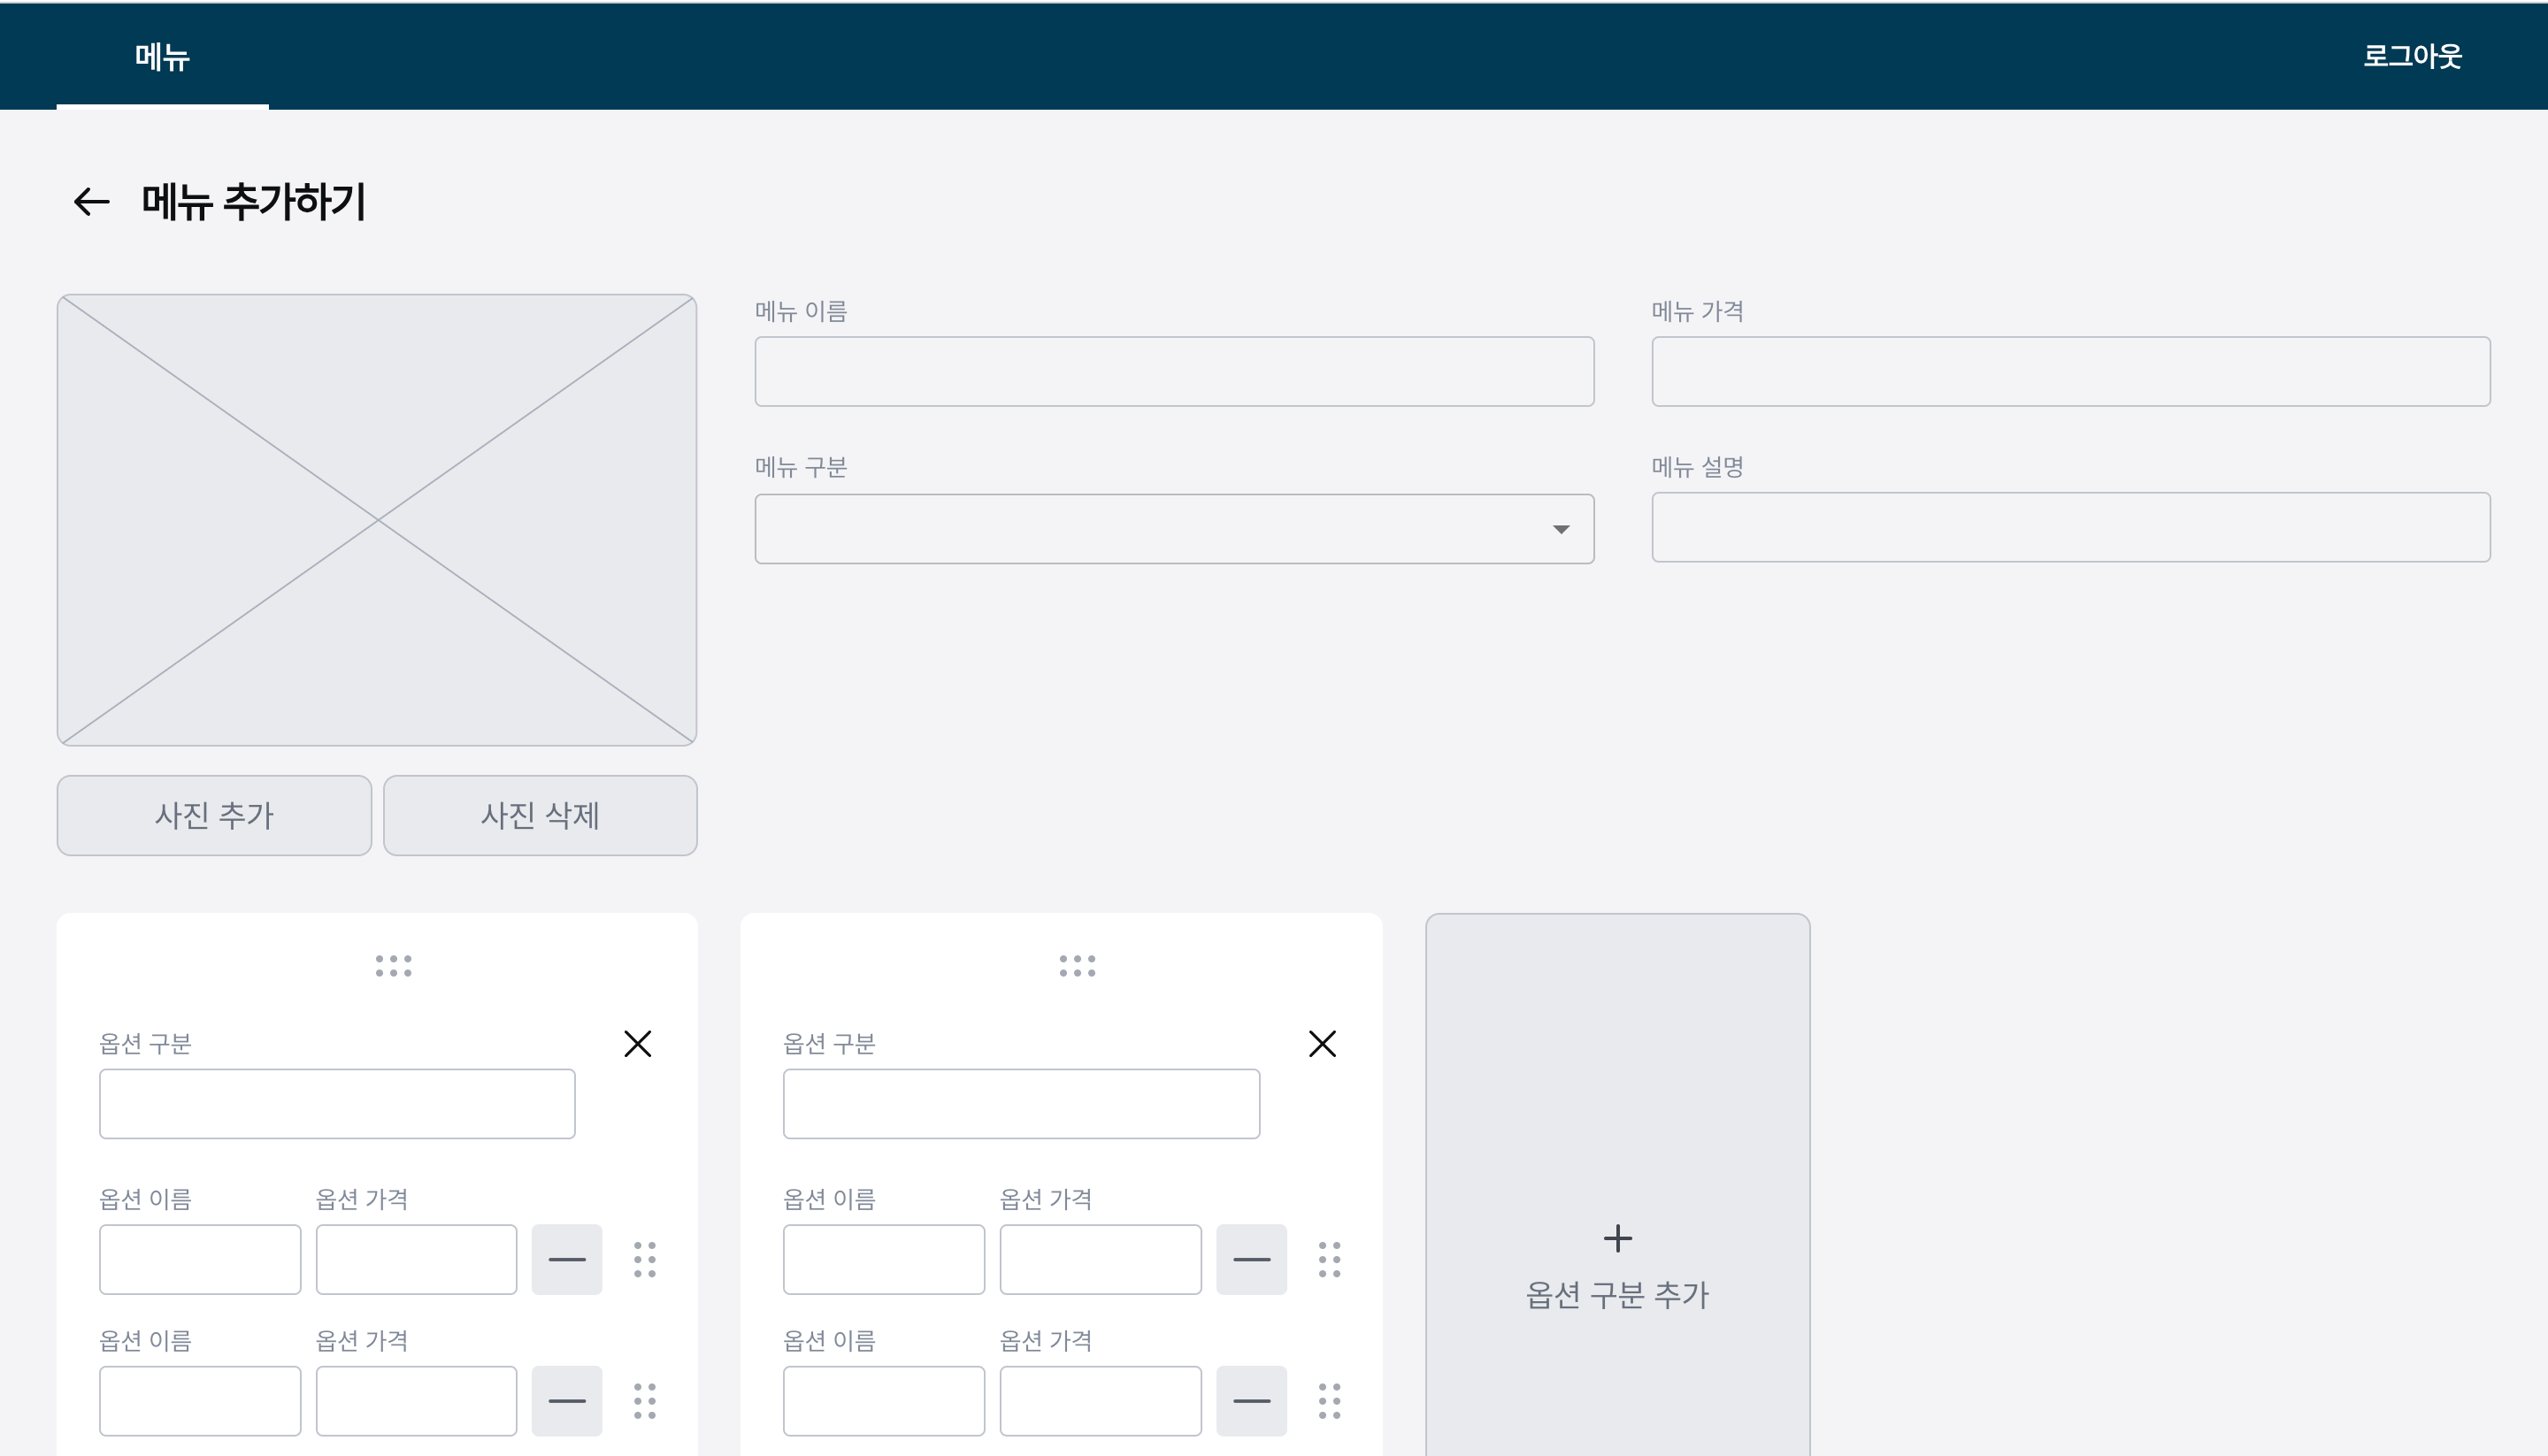 메뉴
로그아웃
메뉴 추가하기
메뉴 이름
메뉴 가격
메뉴 구분
메뉴 설명
사진 추가
사진 삭제
옵션 구분
옵션 이름 옵션 가격
옵션 이름 옵션 가격
옵션 구분
옵션 이름 옵션 가격
옵션 이름 옵션 가격
옵션 구분 추가